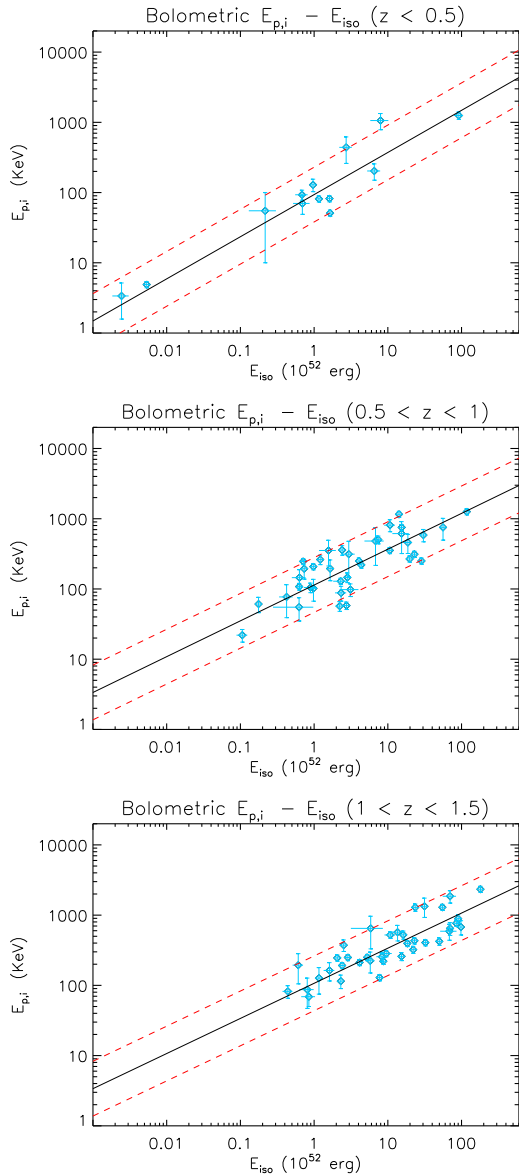 Bolometric E_p,i − E_iso (z < 0.5)
10000
1000
100
10
1
E_p,i (KeV)
0.01 0.1 1 10 100
E_iso (10^52 erg)
Bolometric E_p,i − E_iso (0.5 < z < 1)
10000
1000
100
10
1
E_p,i (KeV)
0.01 0.1 1 10 100
E_iso (10^52 erg)
Bolometric E_p,i − E_iso (1 < z < 1.5)
10000
1000
100
10
1
E_p,i (KeV)
0.01 0.1 1 10 100
E_iso (10^52 erg)